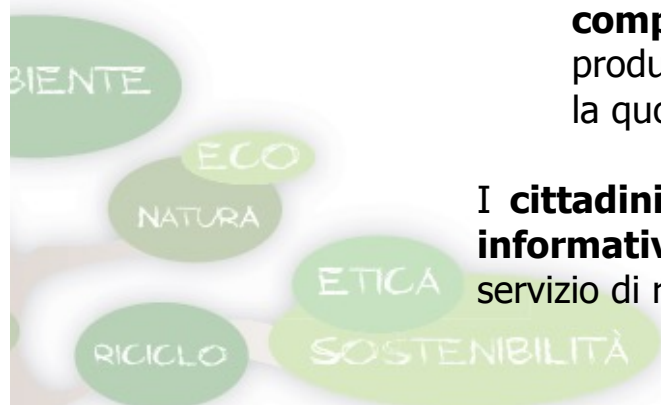 comp
produ
la quo
BIENTE
ECO
NATURA
I cittadini
informativ
ETICA
servizio di r
RICICLO
SOSTENIBILITÀ